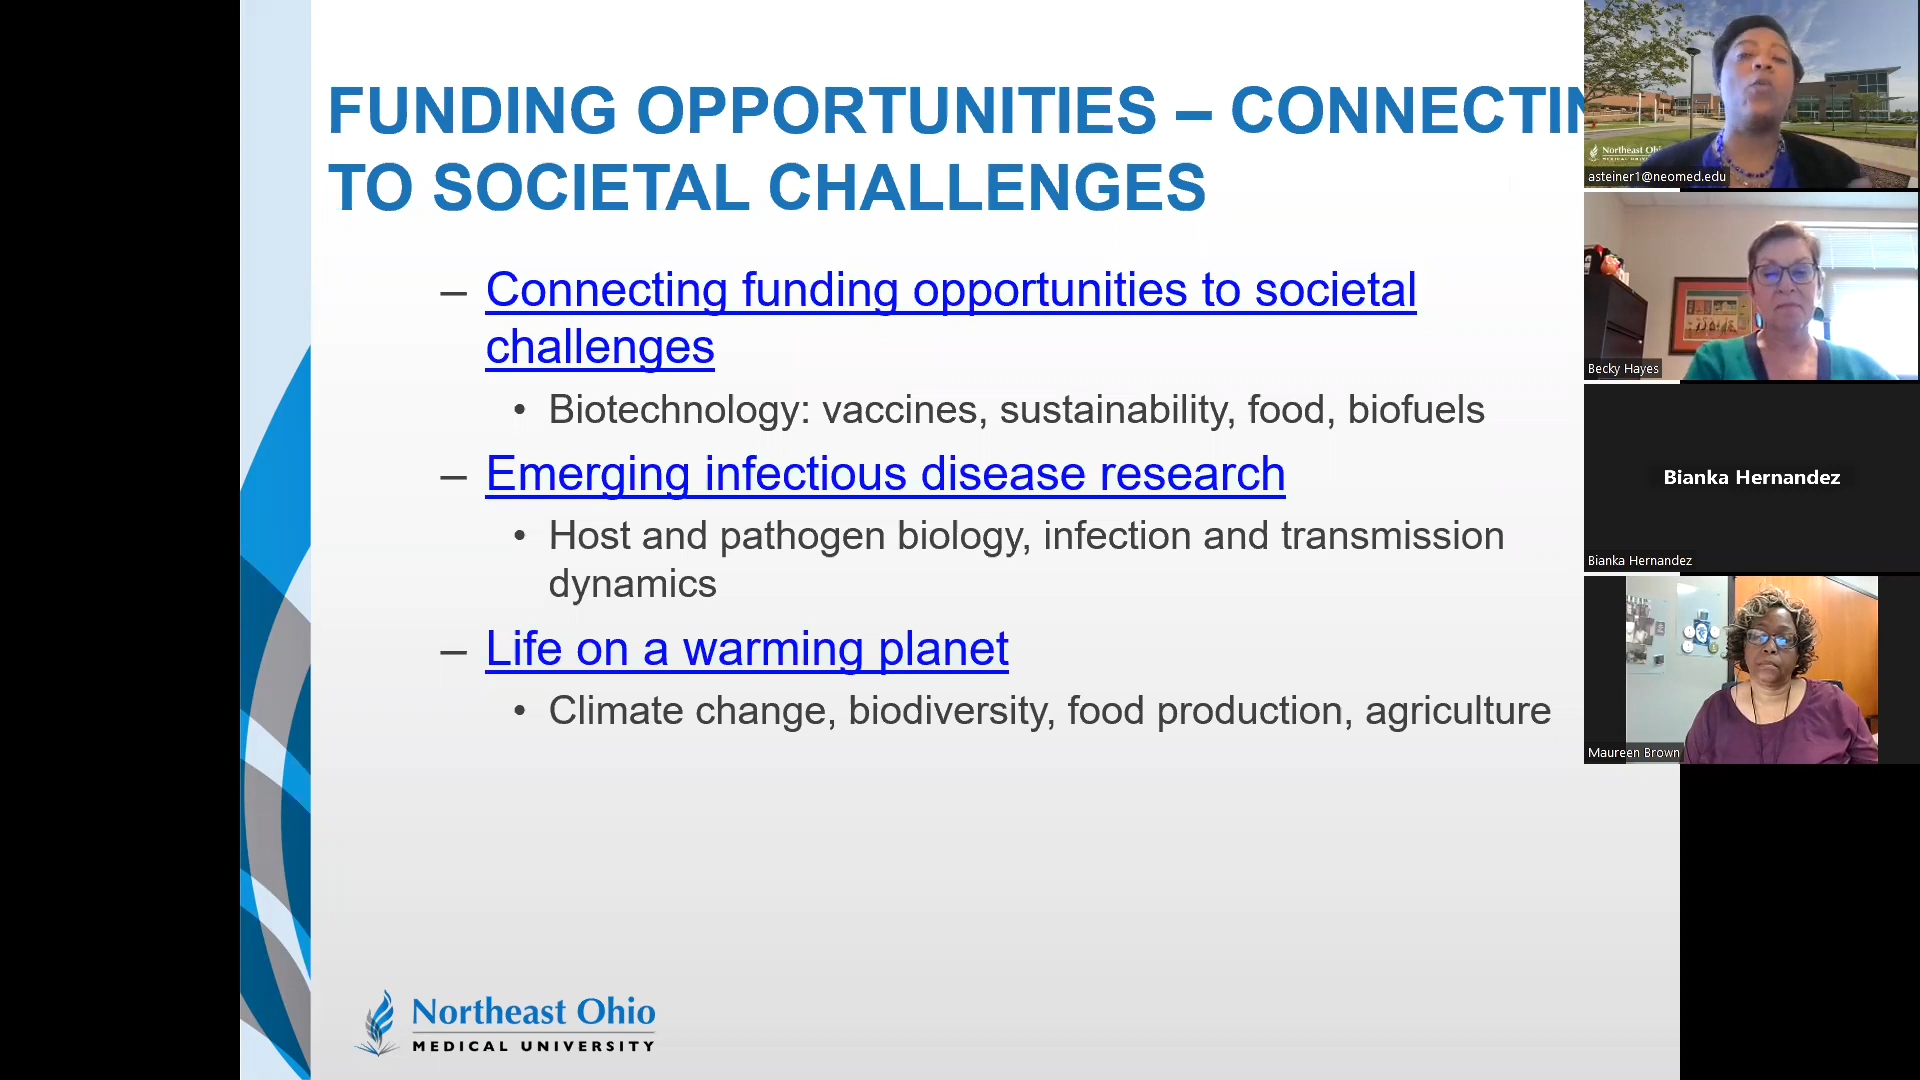 FUNDING OPPORTUNITIES – CONNECTIN
TO SOCIETAL CHALLENGES
– Connecting funding opportunities to societal
challenges
• Biotechnology: vaccines, sustainability, food, biofuels
– Emerging infectious disease research
• Host and pathogen biology, infection and transmission
dynamics
– Life on a warming planet
• Climate change, biodiversity, food production, agriculture
Northeast Ohio
MEDICAL UNIVERSITY
Northeast Ohi
asteiner1@neomed.edu
Becky Hayes
Bianka Hernandez
Bianka Hernandez
Maureen Brown